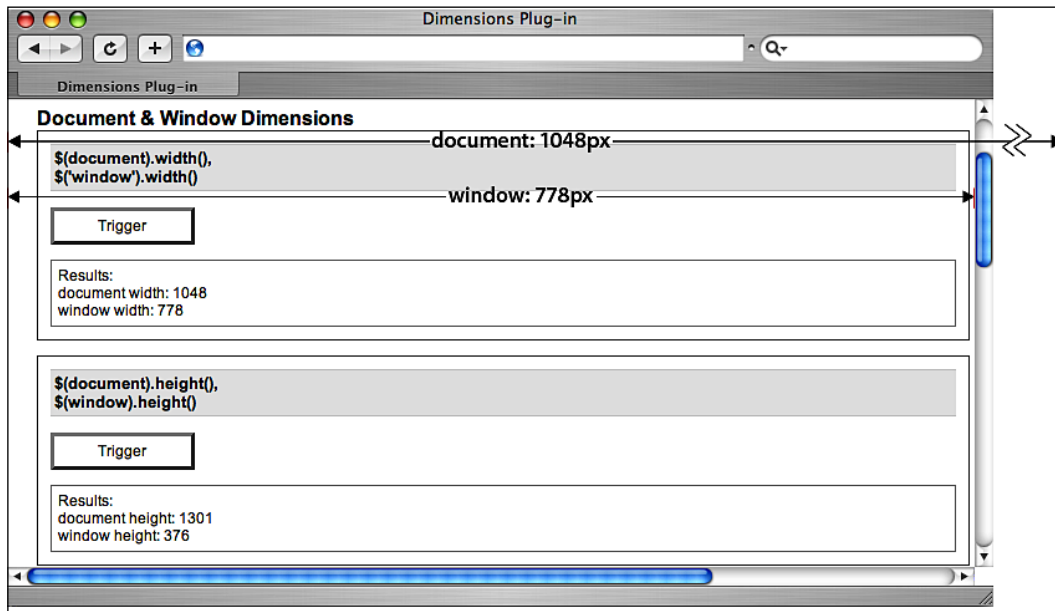 Dimensions Plug-in
Dimensions Plug-in
Document & Window Dimensions
document: 1048px
$(document).width(),
$('window').width()
window: 778px
Trigger
Results:
document width: 1048
window width: 778
$(document).height(),
$(window).height()
Trigger
Results:
document height: 1301
window height: 376